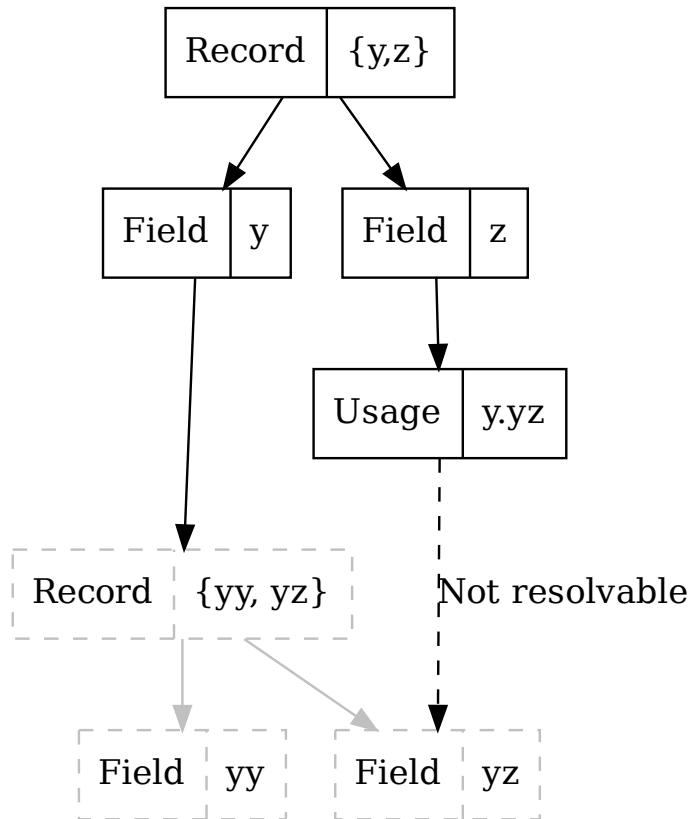 Record {y,z}
Field y
Field z
Usage y.yz
Record {yy, yz}
Not resolvable
Field yy
Field yz